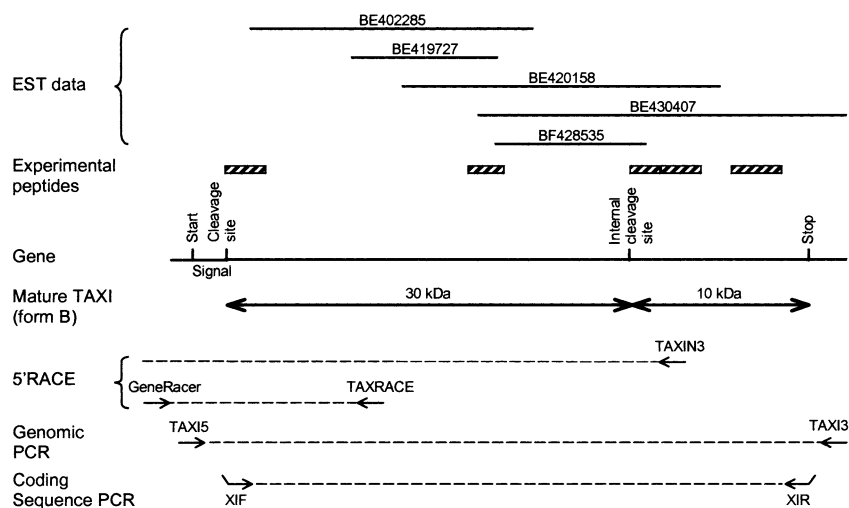 BE402285
BE419727
EST data
BE420158
BE430407
BF428535
Experimental
peptides
Start
Cleavage
site
Internal
cleavage
site
Stop
Gene
Signal
Mature TAXI
(form B)
30 kDa
10 kDa
TAXIN3
5'RACE
GeneRacer
TAXRACE
Genomic
PCR
TAXI5
TAXI3
Coding
Sequence PCR
XIF
XIR